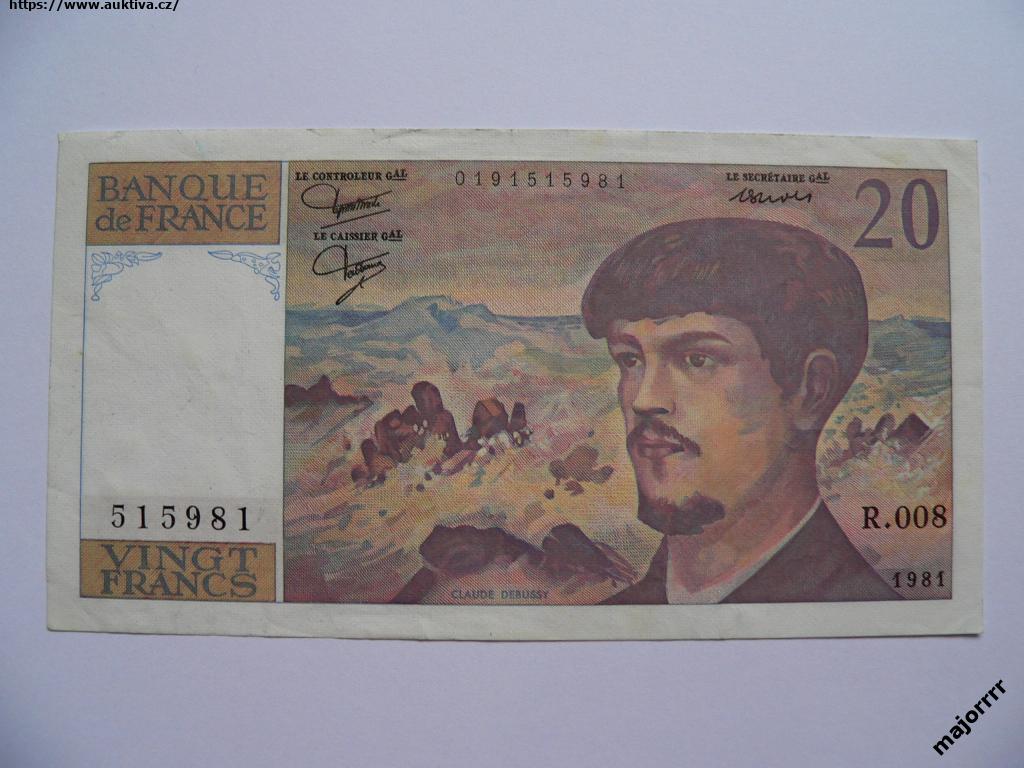 https://www.auktiva.cz/
BANQUE
de FRANCE
LE CONTROLEUR GAL
0191515981
LE SECRÉTAIRE GAL
20
LE CAISSIER GAL
515981
R.008
VINGT
FRANCS
1981
CLAUDE DEBUSSY
majorrrr